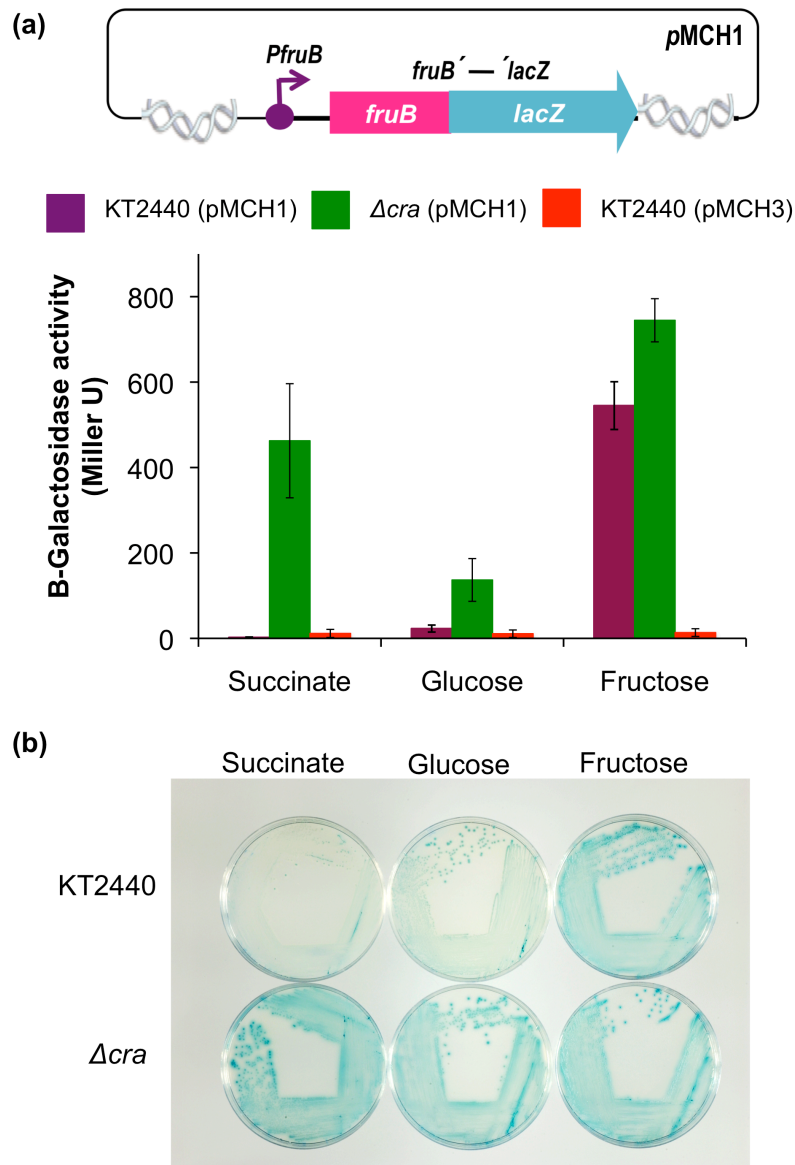 (a)
pMCH1
PfruB
fruB´ — ´lacZ
fruB lacZ
KT2440 (pMCH1) Δcra (pMCH1) KT2440 (pMCH3)
B-Galactosidase activity
(Miller U)
800
600
400
200
0
Succinate Glucose Fructose
(b)
Succinate Glucose Fructose
KT2440
Δcra